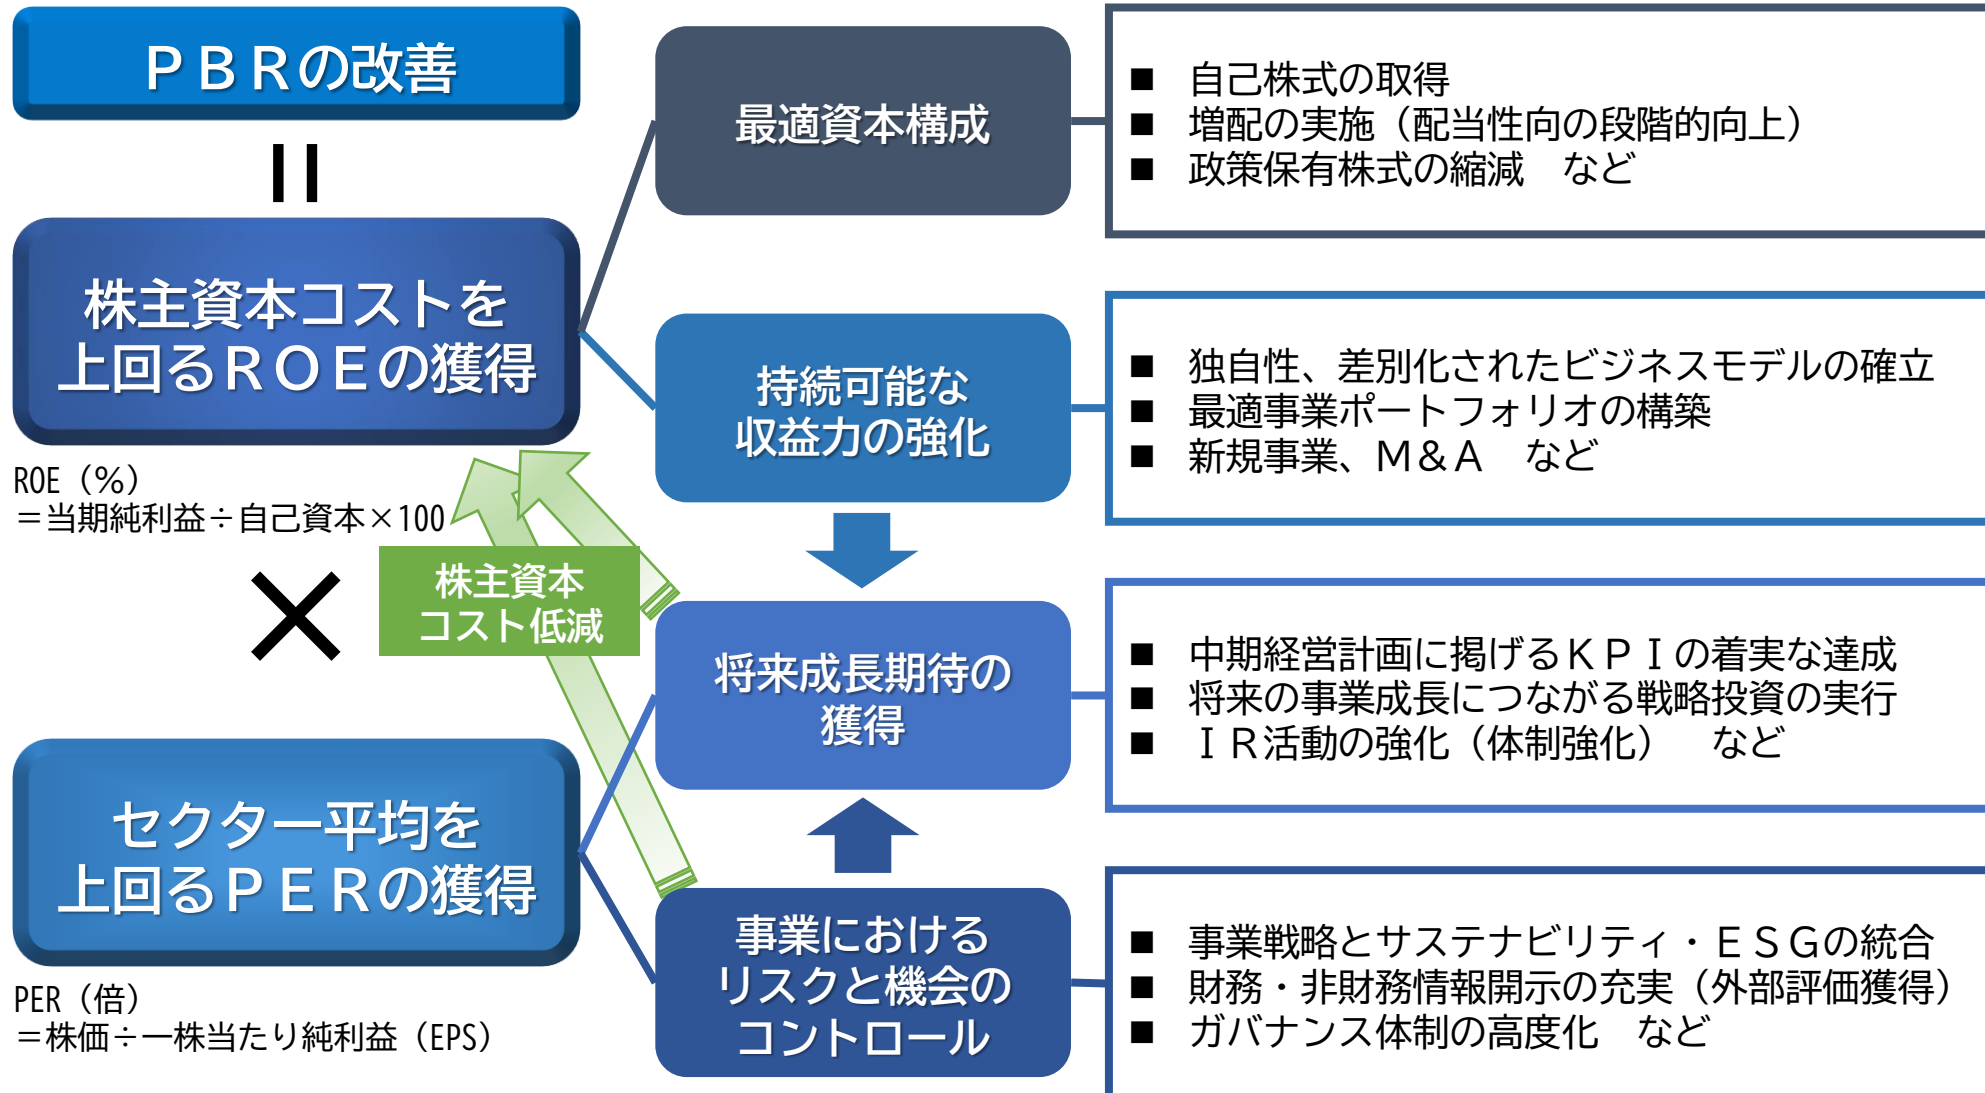 ＰＢＲの改善
＝
株主資本コストを
上回るＲＯＥの獲得
ROE（%）
＝当期純利益÷自己資本×100
×
株主資本
コスト低減
セクター平均を
上回るＰＥＲの獲得
PER（倍）
＝株価÷一株当たり純利益（EPS）
最適資本構成
■ 自己株式の取得
■ 増配の実施（配当性向の段階的向上）
■ 政策保有株式の縮減　など
持続可能な
収益力の強化
■ 独自性、差別化されたビジネスモデルの確立
■ 最適事業ポートフォリオの構築
■ 新規事業、Ｍ＆Ａ　など
将来成長期待の
獲得
■ 中期経営計画に掲げるＫＰＩの着実な達成
■ 将来の事業成長につながる戦略投資の実行
■ ＩＲ活動の強化（体制強化）　など
事業における
リスクと機会の
コントロール
■ 事業戦略とサステナビリティ・ＥＳＧの統合
■ 財務・非財務情報開示の充実（外部評価獲得）
■ ガバナンス体制の高度化　など